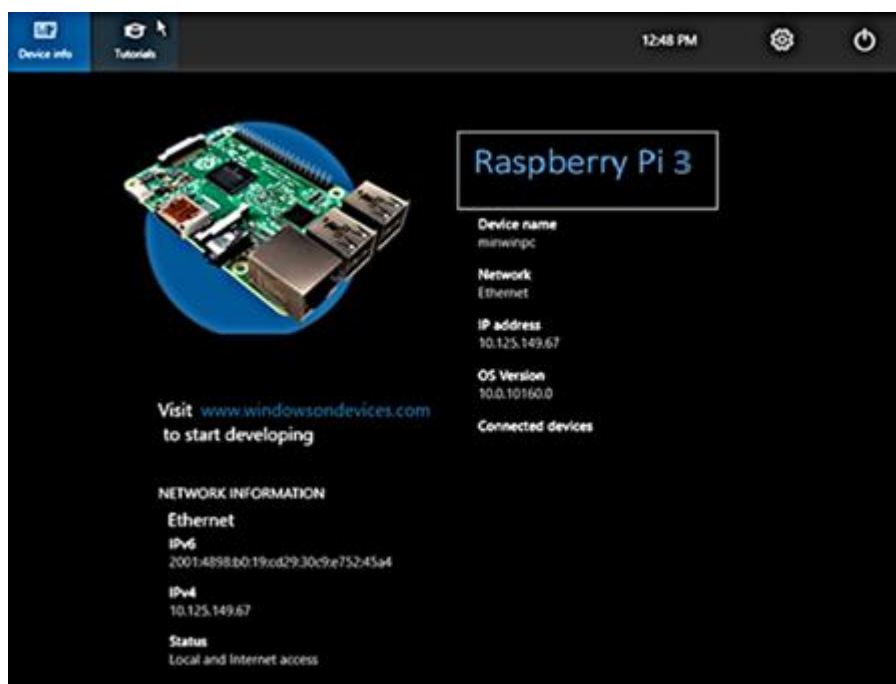 Device info
Tutorials
12:48 PM
Raspberry Pi 3
Device name
minwinpc
Network
Ethernet
IP address
10.125.149.67
OS Version
10.0.10160.0
Connected devices
Visit www.windowsondevices.com
to start developing
NETWORK INFORMATION
Ethernet
IPv6
2001:4898:b0:19:cd29:30c9:e752:45a4
IPv4
10.125.149.67
Status
Local and Internet access